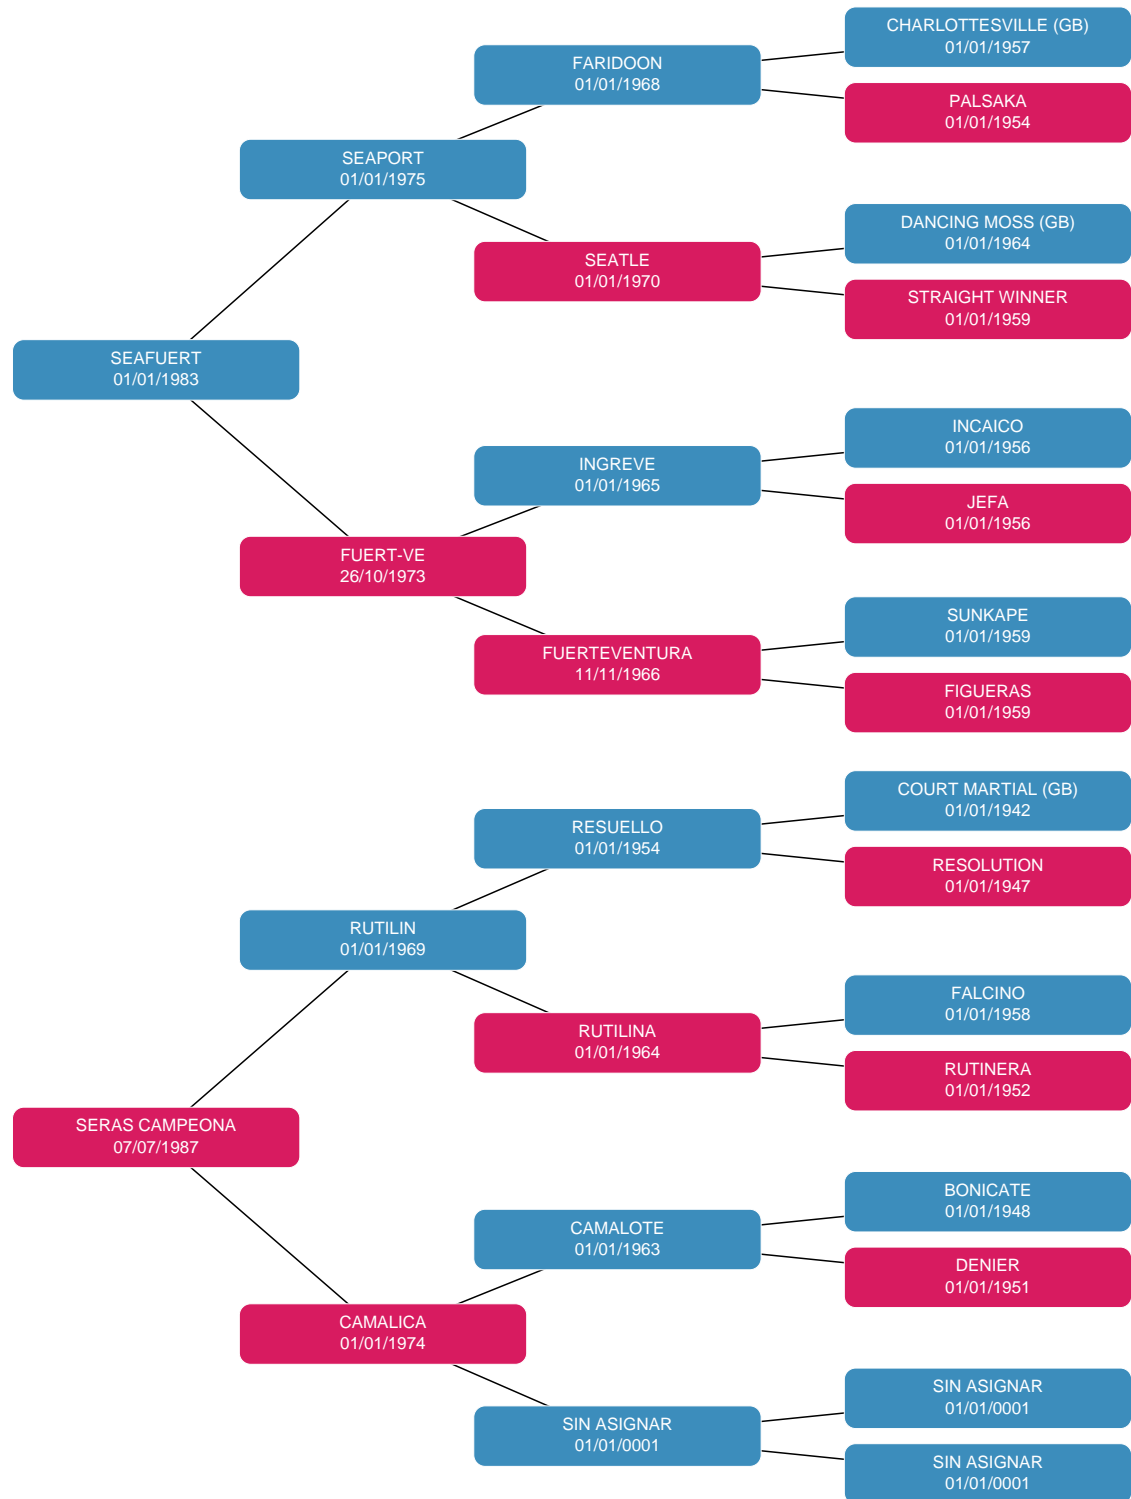 CHARLOTTESVILLE (GB)
01/01/1957
FARIDOON
01/01/1968
PALSAKA
01/01/1954
SEAPORT
01/01/1975
DANCING MOSS (GB)
01/01/1964
SEATLE
01/01/1970
STRAIGHT WINNER
01/01/1959
SEAFUERT
01/01/1983
INCAICO
01/01/1956
INGREVE
01/01/1965
JEFA
01/01/1956
FUERT-VE
26/10/1973
SUNKAPE
01/01/1959
FUERTEVENTURA
11/11/1966
FIGUERAS
01/01/1959
COURT MARTIAL (GB)
01/01/1942
RESUELLO
01/01/1954
RESOLUTION
01/01/1947
RUTILIN
01/01/1969
FALCINO
01/01/1958
RUTILINA
01/01/1964
RUTINERA
01/01/1952
SERAS CAMPEONA
07/07/1987
BONICATE
01/01/1948
CAMALOTE
01/01/1963
DENIER
01/01/1951
CAMALICA
01/01/1974
SIN ASIGNAR
01/01/0001
SIN ASIGNAR
01/01/0001
SIN ASIGNAR
01/01/0001